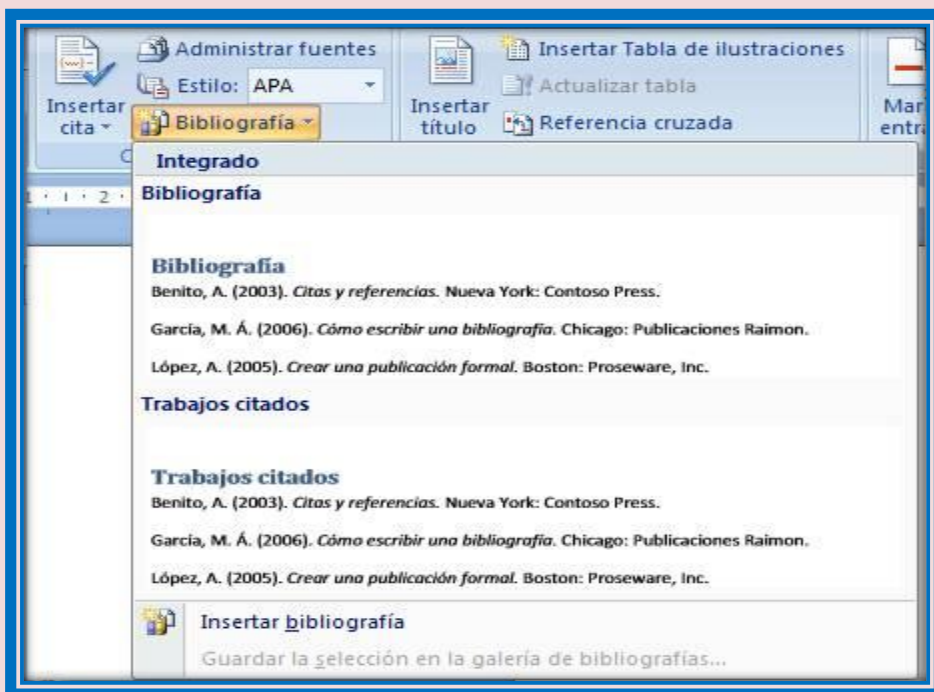 Administrar fuentes
Estilo: APA
Bibliografía
Insertar
cita
Insertar Tabla de ilustraciones
Actualizar tabla
Referencia cruzada
Insertar
título
Integrado
1 · 1 · 2 ·
Bibliografía
Bibliografía
Benito, A. (2003). Citas y referencias. Nueva York: Contoso Press.
García, M. Á. (2006). Cómo escribir una bibliografía. Chicago: Publicaciones Raimon.
López, A. (2005). Crear una publicación formal. Boston: Proseware, Inc.
Trabajos citados
Trabajos citados
Benito, A. (2003). Citas y referencias. Nueva York: Contoso Press.
García, M. Á. (2006). Cómo escribir una bibliografía. Chicago: Publicaciones Raimon.
López, A. (2005). Crear una publicación formal. Boston: Proseware, Inc.
Insertar bibliografía
Guardar la selección en la galería de bibliografías...